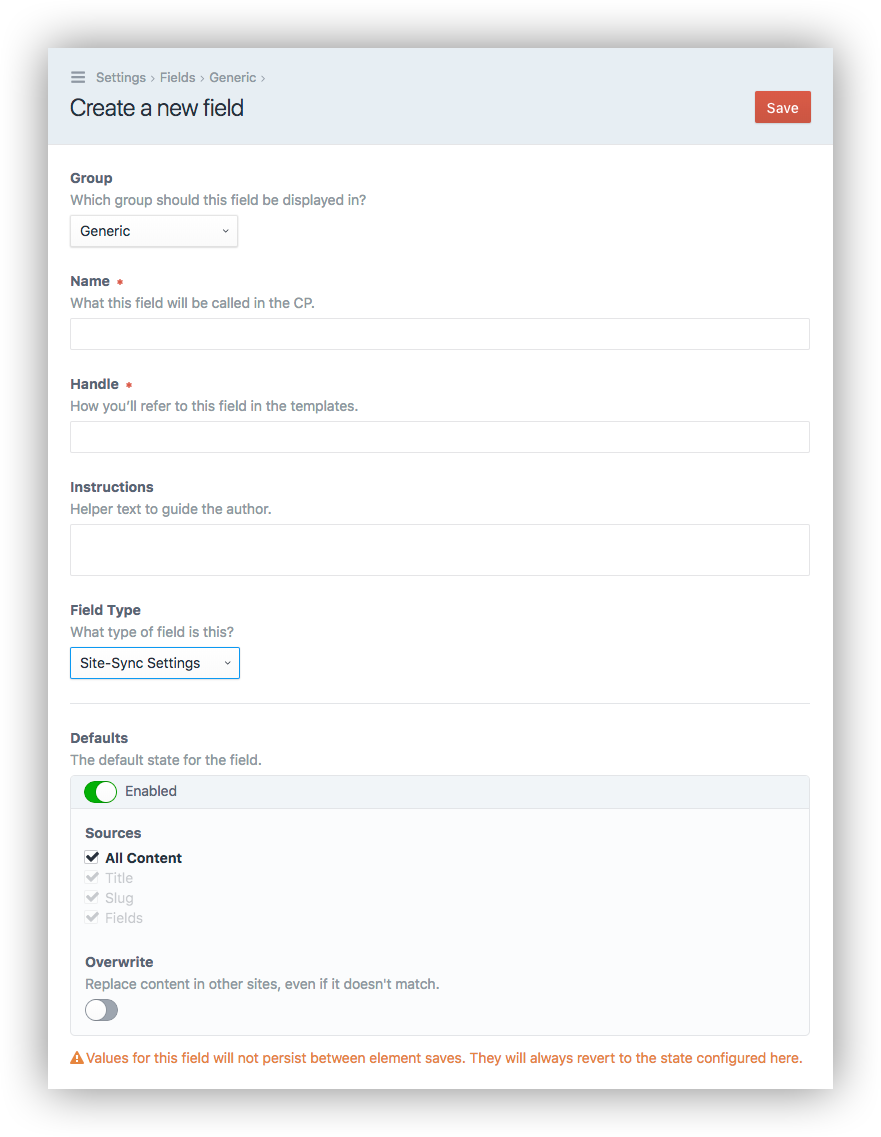 Settings › Fields › Generic ›
Create a new field
Save
Group
Which group should this field be displayed in?
Generic
Name *
What this field will be called in the CP.
Handle *
How you’ll refer to this field in the templates.
Instructions
Helper text to guide the author.
Field Type
What type of field is this?
Site-Sync Settings
Defaults
The default state for the field.
Enabled
Sources
All Content
Title
Slug
Fields
Overwrite
Replace content in other sites, even if it doesn't match.
Values for this field will not persist between element saves. They will always revert to the state configured here.